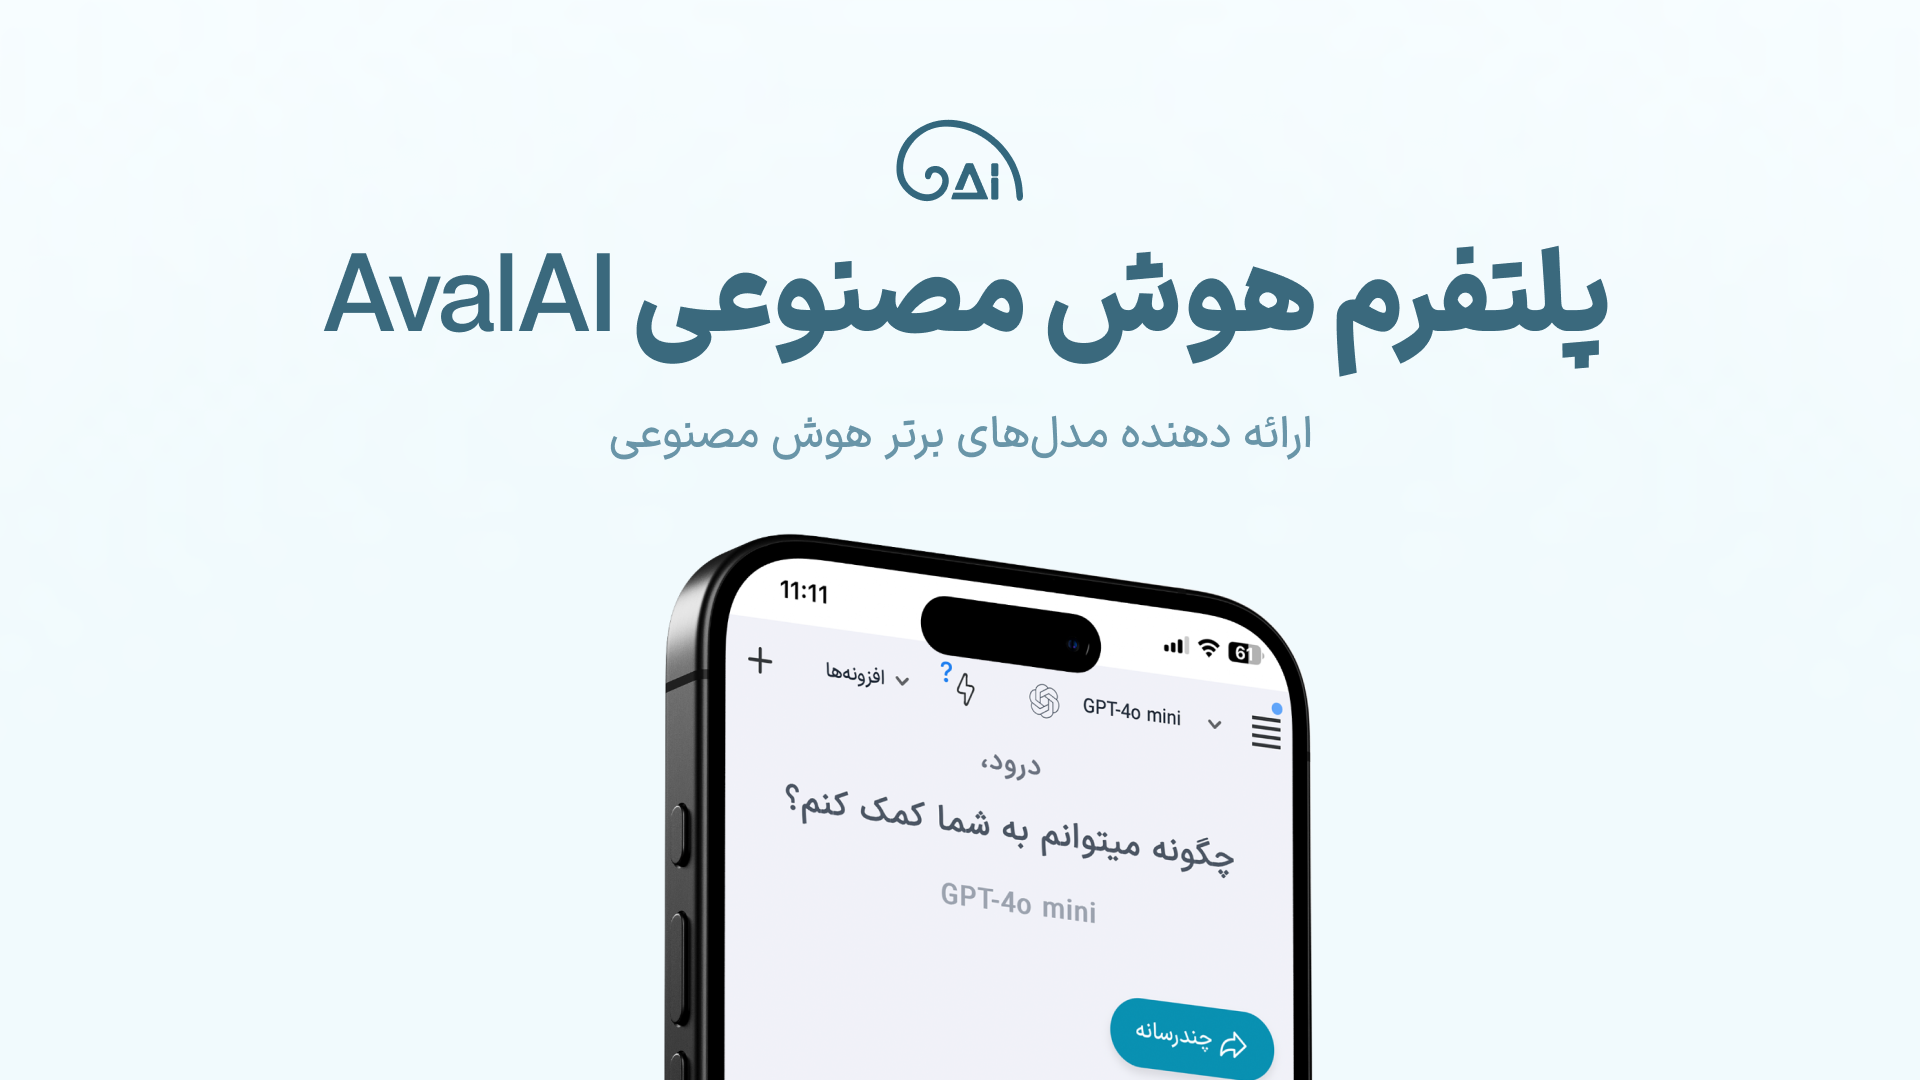 AI
پلتفرم هوش مصنوعی AvalAI
ارائه دهنده مدل‌های برتر هوش مصنوعی
11:11
61
افزونه‌ها
?
GPT-4o mini
درود،
چگونه میتوانم به شما کمک کنم؟
GPT-4o mini
چندرسانه